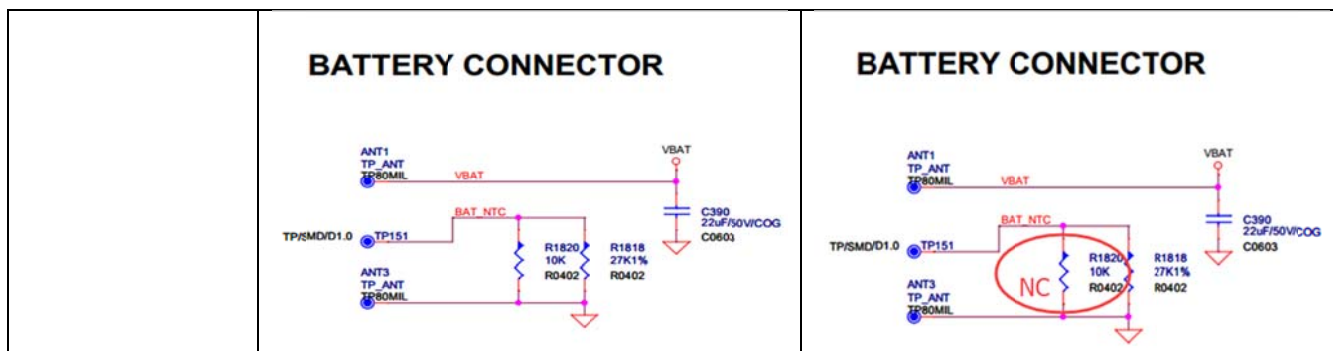 BATTERY CONNECTOR
ANT1
TP_ANT
TP80MIL
VBAT
VBAT
C390
22uF/50V/COG
C0603
BAT_NTC
TP/SMD/D1.0
TP151
R1820
10K
R0402
R1818
27K1%
R0402
ANT3
TP_ANT
TP80MIL
BATTERY CONNECTOR
ANT1
TP_ANT
TP80MIL
VBAT
VBAT
C390
22uF/50V/COG
C0603
BAT_NTC
TP/SMD/D1.0
TP151
R1820
10K
R0402
R1818
27K1%
R0402
NC
ANT3
TP_ANT
TP80MIL